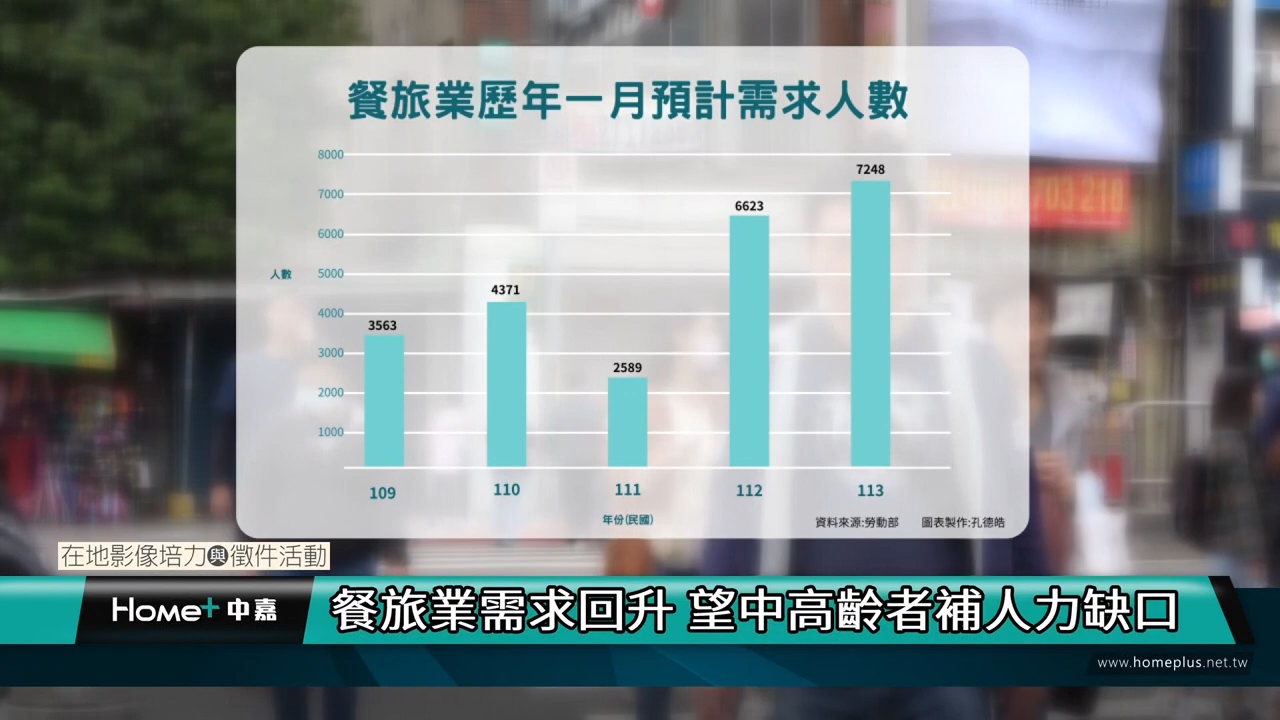 餐旅業歷年一月預計需求人數
8000
7000
6000
5000
4000
3000
2000
1000
人數
3563
4371
2589
6623
7248
109
110
111
112
113
年份(民國)
資料來源:勞動部 圖表製作:孔德皓
在地影像培力與徵件活動
Home+中嘉
餐旅業需求回升 望中高齡者補人力缺口
www.homeplus.net.tw